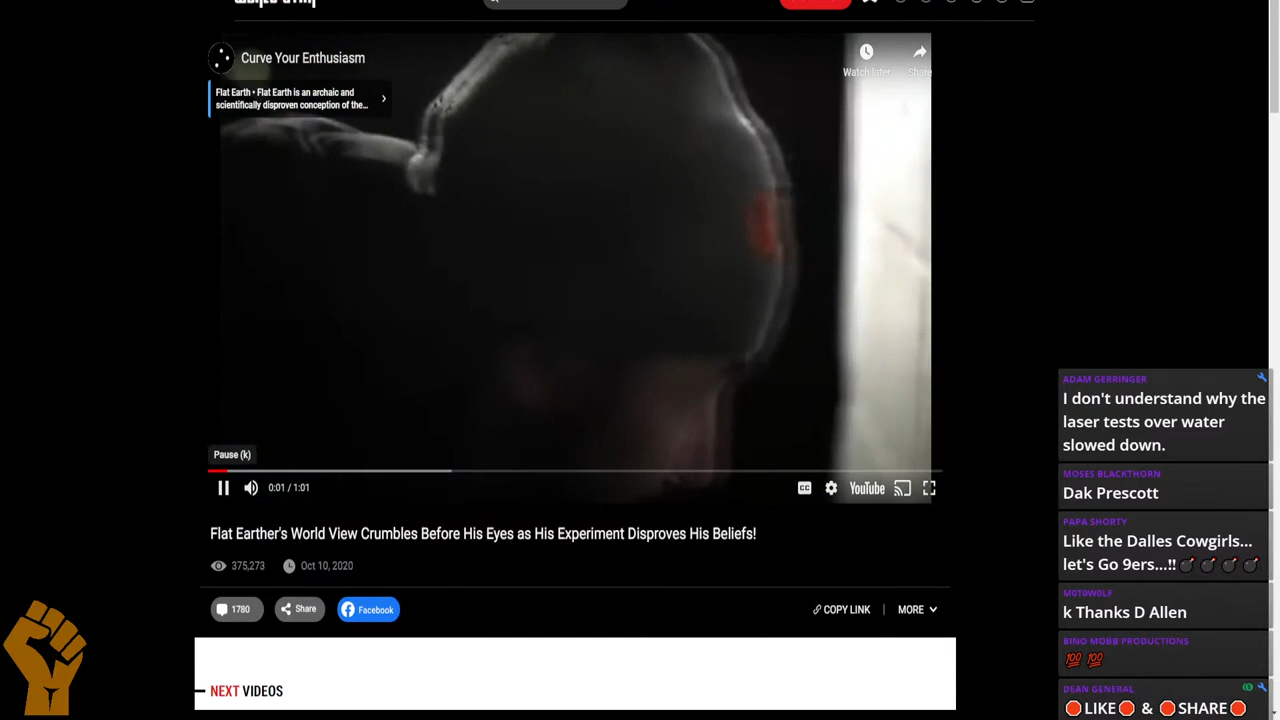 Curve Your Enthusiasm
Watch later
Share
Flat Earth • Flat Earth is an archaic and
scientifically disproven conception of the...
Pause (k)
0:01 / 1:01
CC
YouTube
Flat Earther's World View Crumbles Before His Eyes as His Experiment Disproves His Beliefs!
375,273
Oct 10, 2020
1780
Share
Facebook
COPY LINK
MORE
NEXT VIDEOS
ADAM GERRINGER
I don't understand why the
laser tests over water
slowed down.
MOSES BLACKTHORN
Dak Prescott
PAPA SHORTY
Like the Dalles Cowgirls...
let's Go 9ers...!!💣 💣 💣 💣
M0T0W0LF
k Thanks D Allen
BINO MOBB PRODUCTIONS
💯 💯
DEAN GENERAL
🛑LIKE🛑 & 🛑SHARE🛑